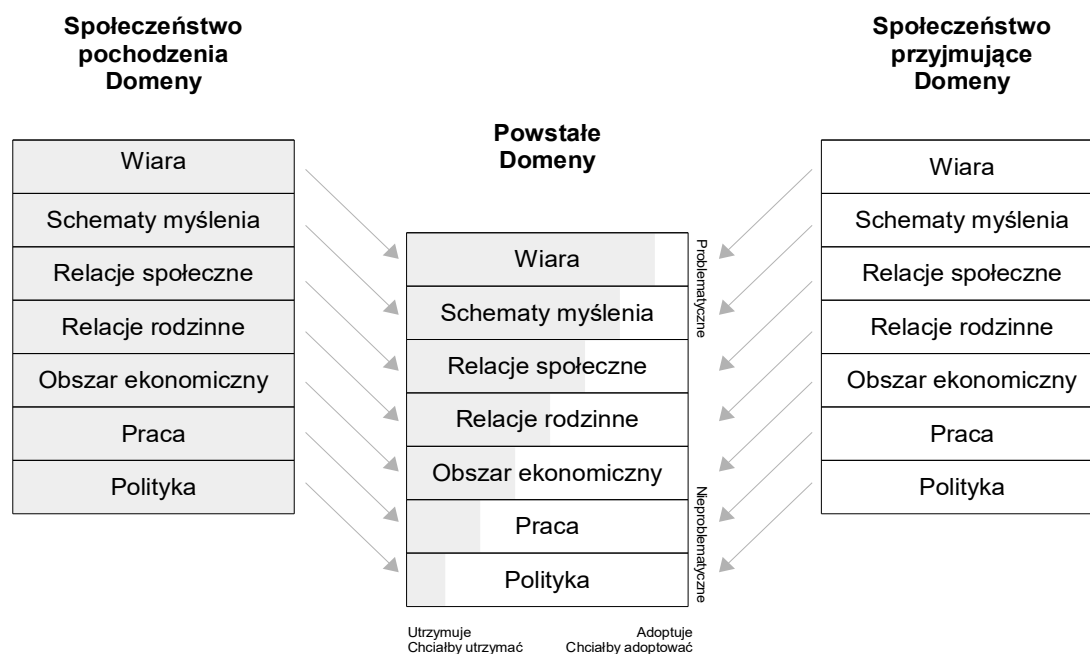 Społeczeństwo
pochodzenia
Domeny
Wiara
Schematy myślenia
Relacje społeczne
Relacje rodzinne
Obszar ekonomiczny
Praca
Polityka
Powstałe
Domeny
Wiara
Schematy myślenia
Relacje społeczne
Relacje rodzinne
Obszar ekonomiczny
Praca
Polityka
Problematyczne
Nieproblematyczne
Utrzymuje
Chciałby utrzymać
Adoptuje
Chciałby adoptować
Społeczeństwo
przyjmujące
Domeny
Wiara
Schematy myślenia
Relacje społeczne
Relacje rodzinne
Obszar ekonomiczny
Praca
Polityka